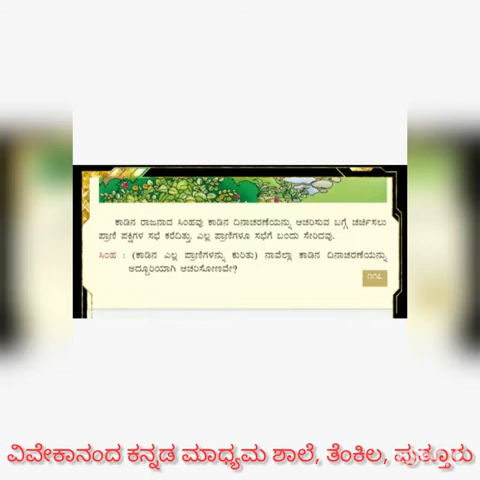 ಕಾಡಿನ ರಾಜನಾದ ಸಿಂಹವು ಕಾಡಿನ ದಿನಾಚರಣೆಯನ್ನು ಆಚರಿಸುವ ಬಗ್ಗೆ ಚರ್ಚಿಸಲು
ಪ್ರಾಣಿ ಪಕ್ಷಿಗಳ ಸಭೆ ಕರೆದಿತ್ತು. ಎಲ್ಲ ಪ್ರಾಣಿಗಳೂ ಸಭೆಗೆ ಬಂದು ಸೇರಿದವು.
ಸಿಂಹ : (ಕಾಡಿನ ಎಲ್ಲ ಪ್ರಾಣಿಗಳನ್ನು ಕುರಿತು) ನಾವೆಲ್ಲಾ ಕಾಡಿನ ದಿನಾಚರಣೆಯನ್ನು
ಅದ್ದೂರಿಯಾಗಿ ಆಚರಿಸೋಣವೇ?
ವಿವೇಕಾನಂದ ಕನ್ನಡ ಮಾಧ್ಯಮ ಶಾಲೆ, ತೆಂಕಿಲ, ಪುತ್ತೂರು